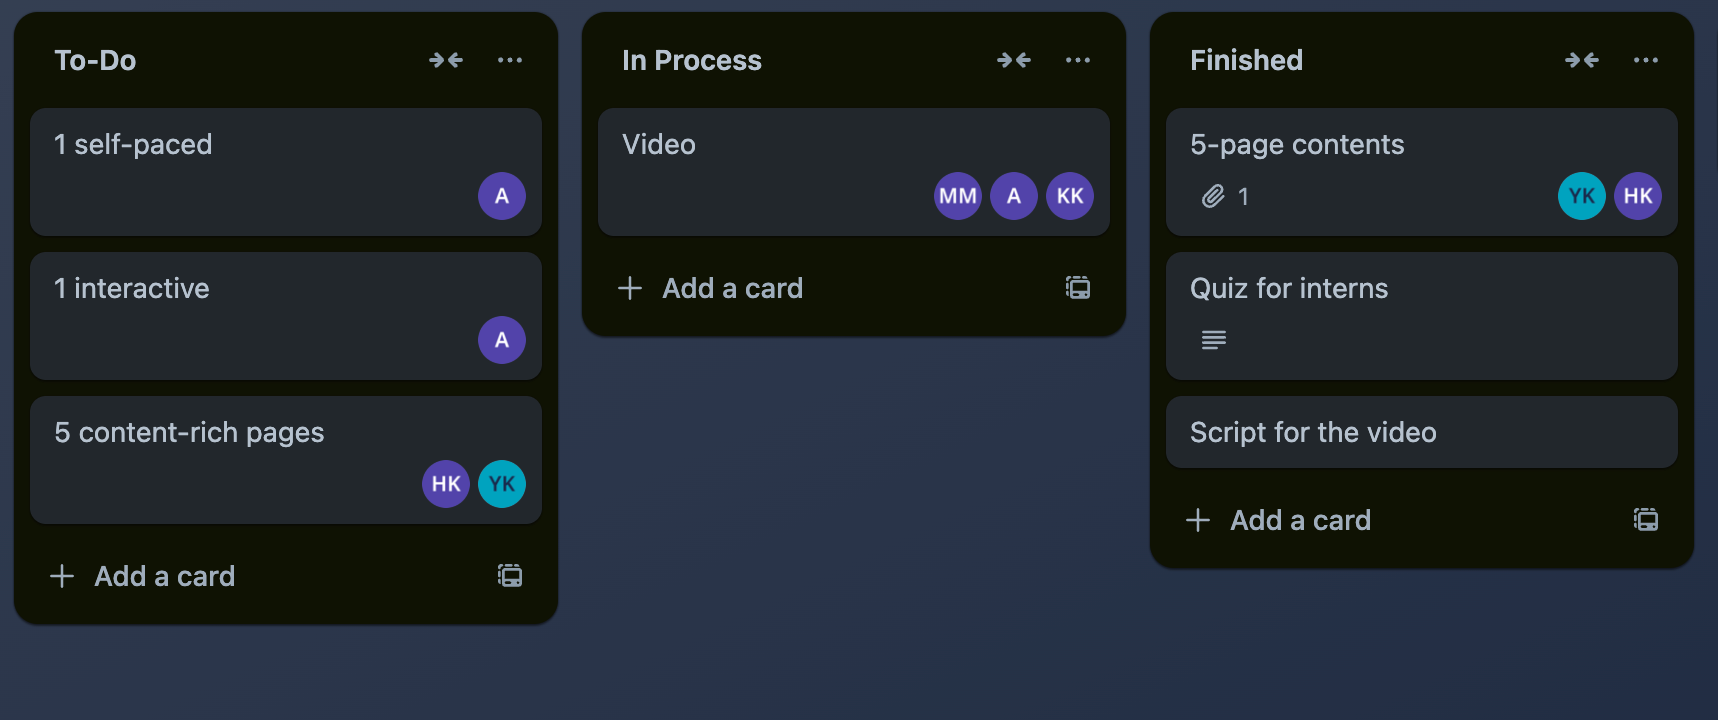 To-Do
1 self-paced
A
1 interactive
A
5 content-rich pages
HK YK
Add a card
In Process
Video
MM A KK
Add a card
Finished
5-page contents
1 YK HK
Quiz for interns
Script for the video
Add a card